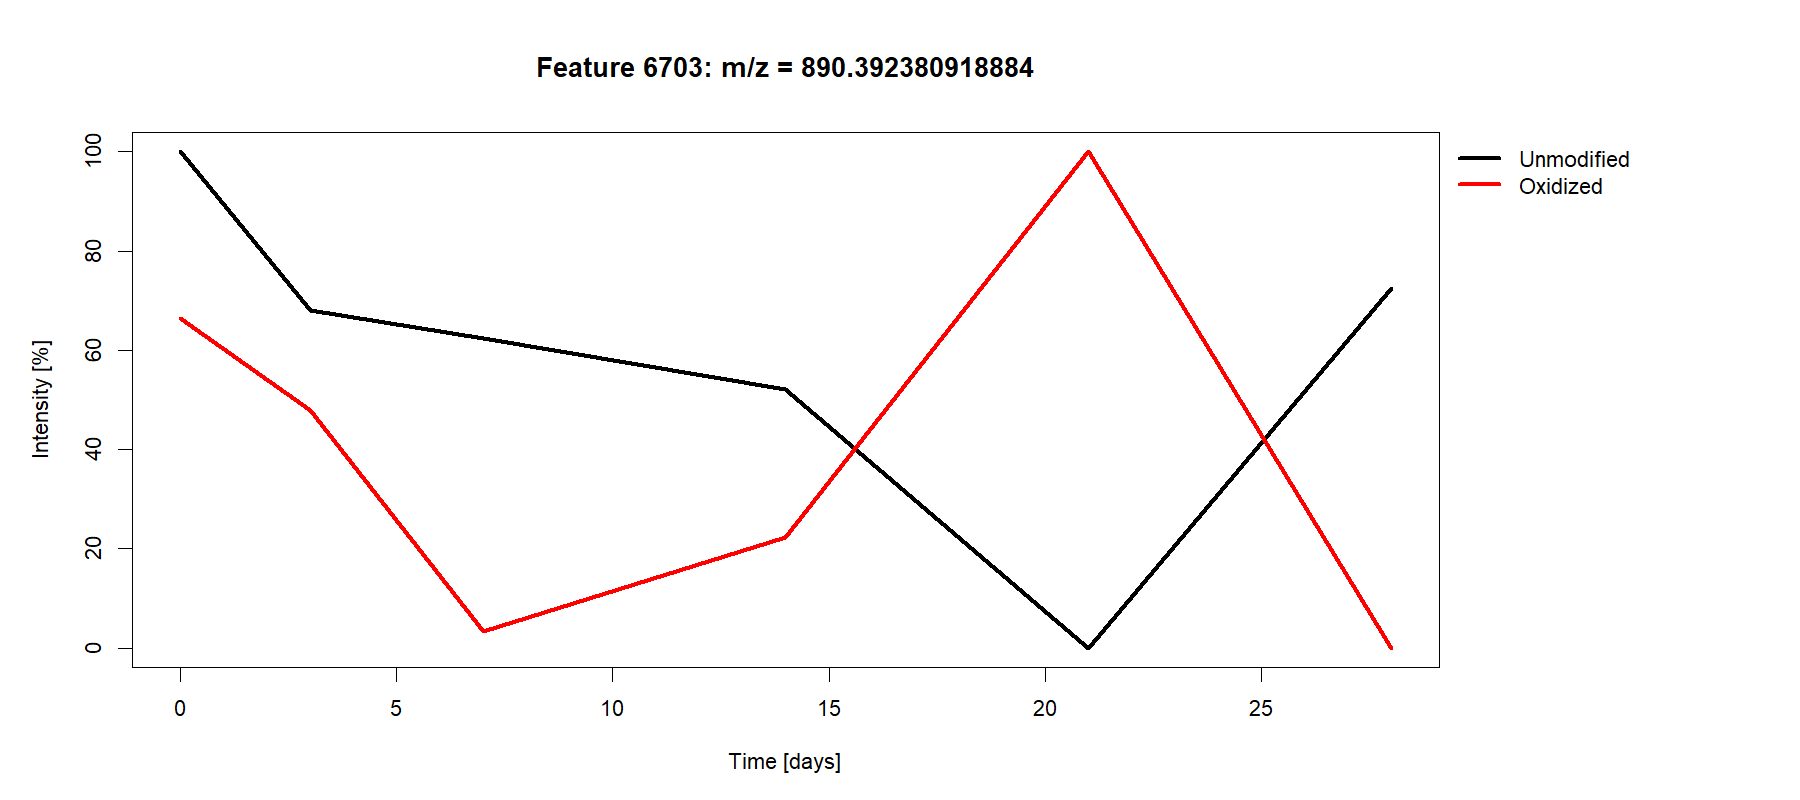 Feature 6703: m/z = 890.392380918884
Unmodified
Oxidized
Intensity [%]
100
80
60
40
20
0
0 5 10 15 20 25
Time [days]